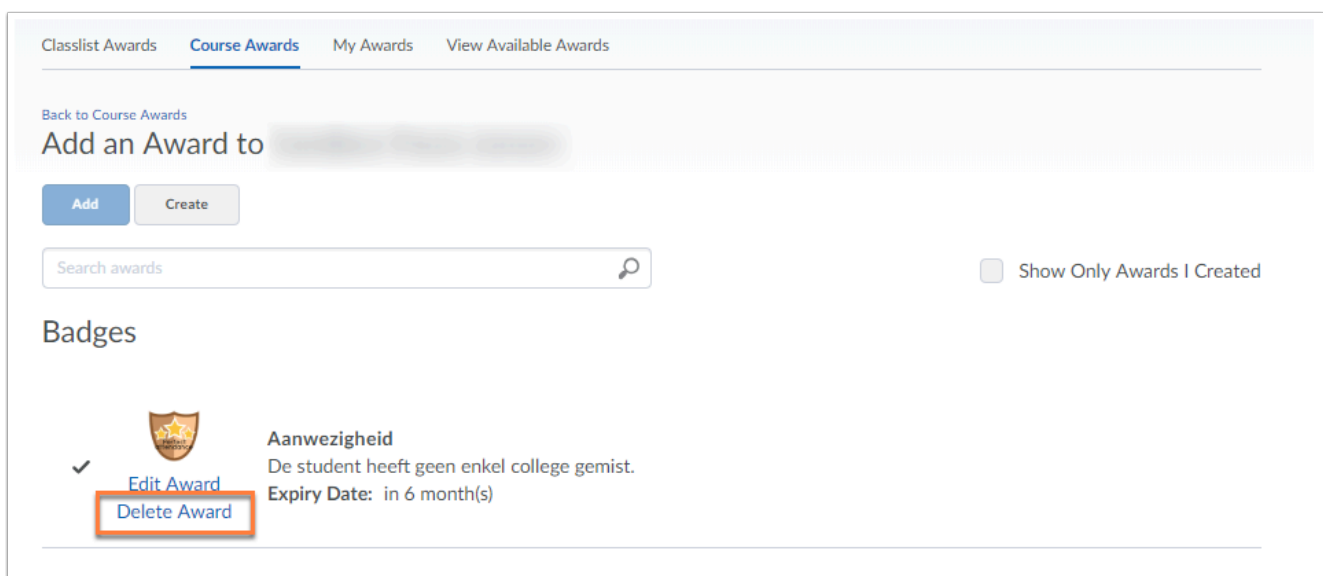 Classlist Awards Course Awards My Awards View Available Awards
Back to Course Awards
Add an Award to
Add Create
Search awards
Show Only Awards I Created
Badges
Aanwezigheid
De student heeft geen enkel college gemist.
Expiry Date: in 6 month(s)
Edit Award
Delete Award